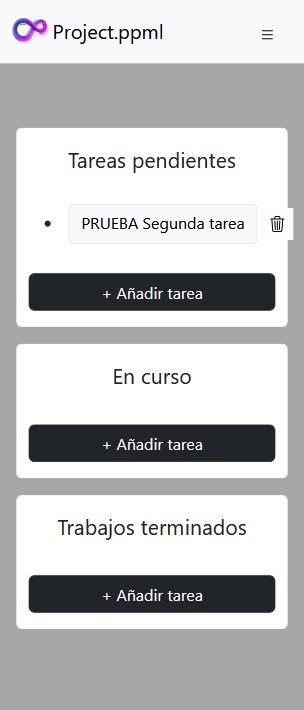 Project.ppml
Tareas pendientes
PRUEBA Segunda tarea
+ Añadir tarea
En curso
+ Añadir tarea
Trabajos terminados
+ Añadir tarea